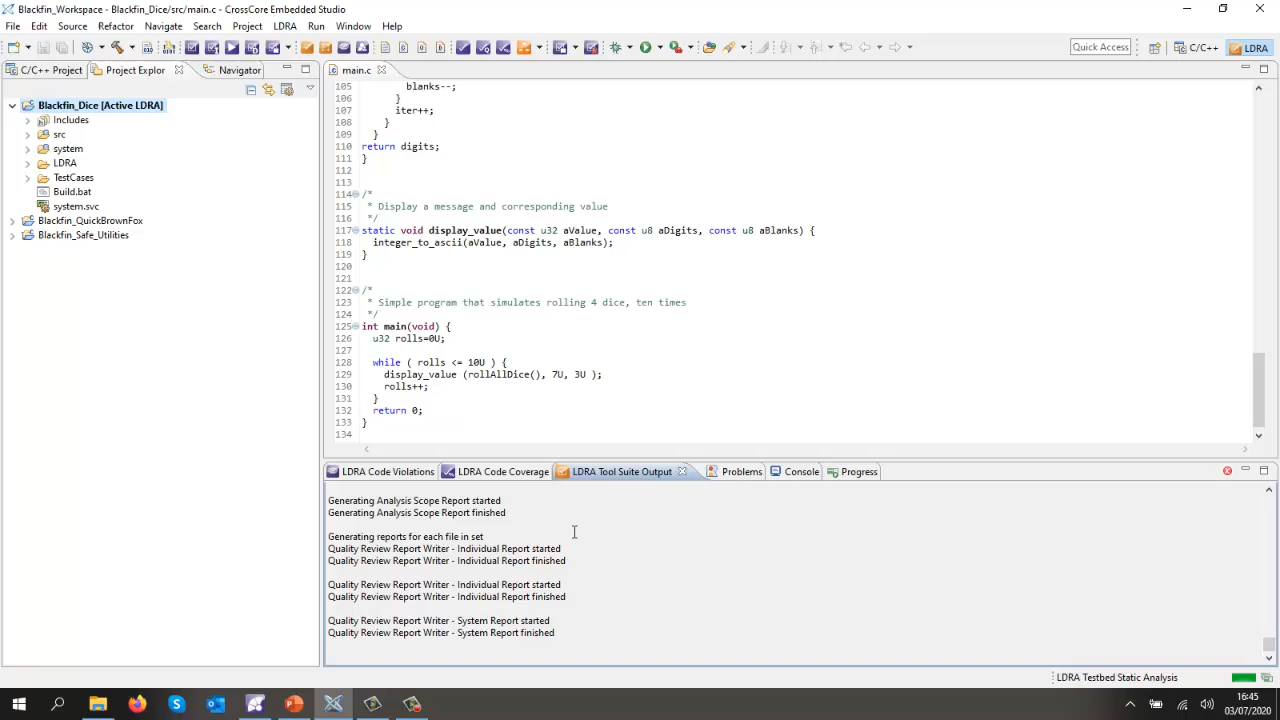 Blackfin_Workspace - Blackfin_Dice/src/main.c - CrossCore Embedded Studio
File Edit Source Refactor Navigate Search Project LDRA Run Window Help
Quick Access
C/C++
LDRA
C/C++ Project
Project Explor
Navigator
Blackfin_Dice [Active LDRA]
Includes
src
system
LDRA
TestCases
Build.bat
system.svc
Blackfin_QuickBrownFox
Blackfin_Safe_Utilities
main.c
105 blanks--;
106 }
107 iter++;
108 }
109 }
110 return digits;
111 }
112
113
114 /*
115 * Display a message and corresponding value
116 */
117 static void display_value(const u32 aValue, const u8 aDigits, const u8 aBlanks) {
118 integer_to_ascii(aValue, aDigits, aBlanks);
119 }
120
121
122 /*
123 * Simple program that simulates rolling 4 dice, ten times
124 */
125 int main(void) {
126 u32 rolls=0U;
127
128 while ( rolls <= 10U ) {
129 display_value (rollAllDice(), 7U, 3U );
130 rolls++;
131 }
132 return 0;
133 }
134
LDRA Code Violations
LDRA Code Coverage
LDRA Tool Suite Output
Problems
Console
Progress
Generating Analysis Scope Report started
Generating Analysis Scope Report finished
Generating reports for each file in set
Quality Review Report Writer - Individual Report started
Quality Review Report Writer - Individual Report finished
Quality Review Report Writer - Individual Report started
Quality Review Report Writer - Individual Report finished
Quality Review Report Writer - System Report started
Quality Review Report Writer - System Report finished
LDRA Testbed Static Analysis
16:45
03/07/2020